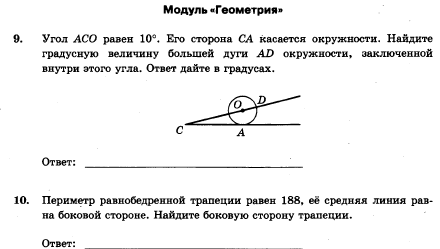 Модуль «Геометрия»
9. Угол ACO равен 10°. Его сторона CA касается окружности. Найдите
градусную величину большей дуги AD окружности, заключенной
внутри этого угла. Ответ дайте в градусах.
O D
C A
Ответ:
10. Периметр равнобедренной трапеции равен 188, её средняя линия рав-
на боковой стороне. Найдите боковую сторону трапеции.
Ответ: